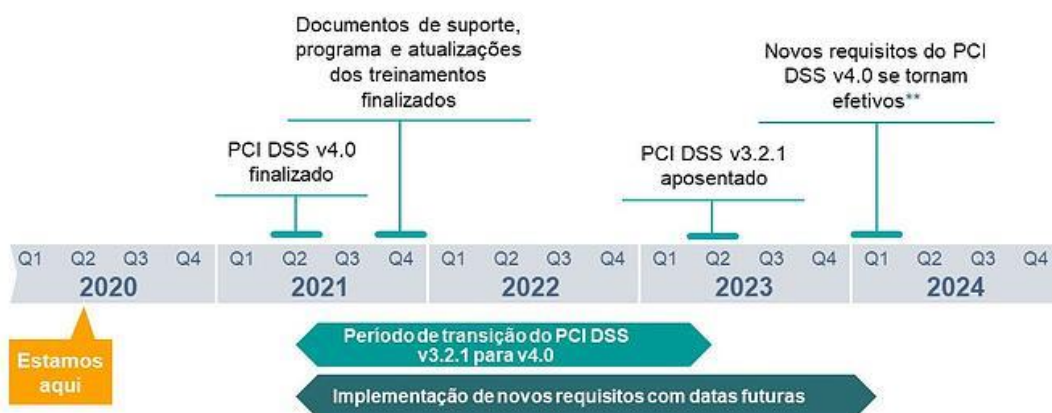 Documentos de suporte,
programa e atualizações
dos treinamentos
finalizados
Novos requisitos do PCI
DSS v4.0 se tornam
efetivos**
PCI DSS v4.0
finalizado
PCI DSS v3.2.1
aposentado
Q1 Q2 Q3 Q4 Q1 Q2 Q3 Q4 Q1 Q2 Q3 Q4 Q1 Q2 Q3 Q4 Q1 Q2 Q3 Q4
2020 2021 2022 2023 2024
Estamos
aqui
Período de transição do PCI DSS
v3.2.1 para v4.0
Implementação de novos requisitos com datas futuras